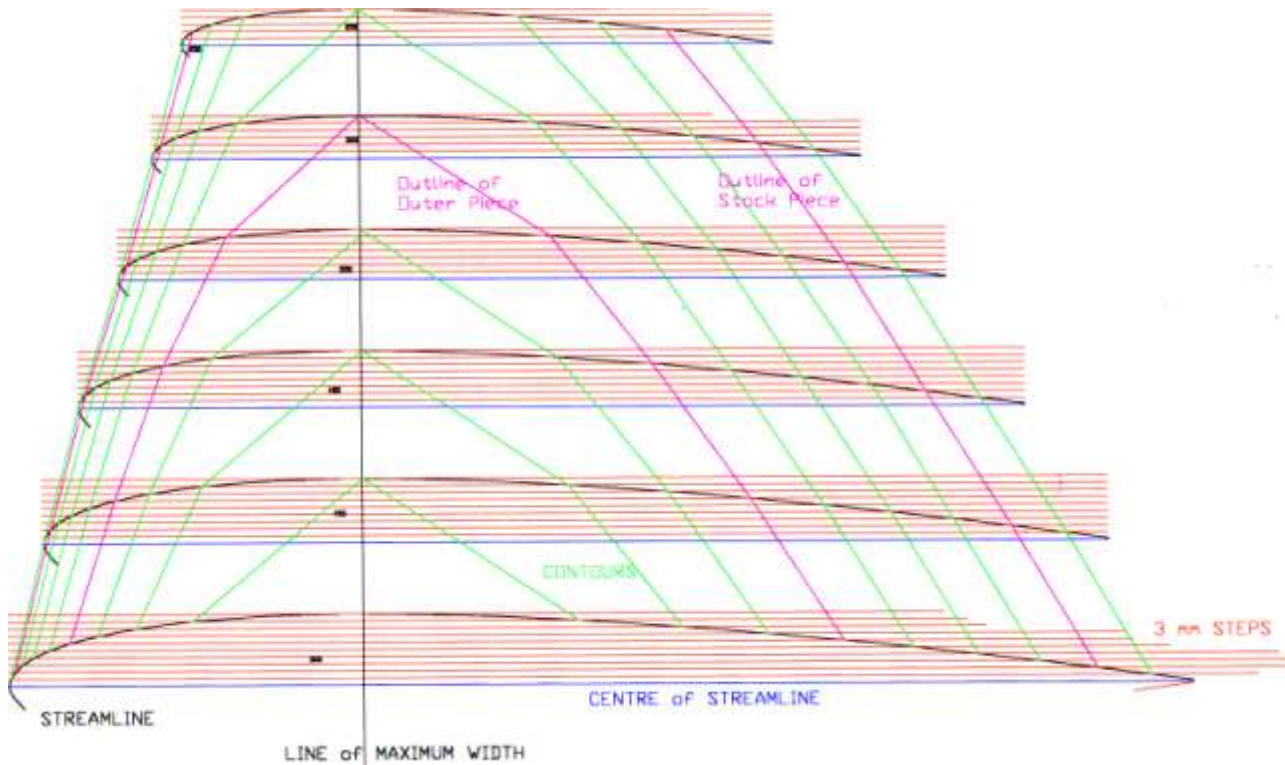 Outline of
Outer Piece
Outline of
Stock Piece
CONTOURS
3 mm STEPS
CENTRE of STREAMLINE
STREAMLINE
LINE of MAXIMUM WIDTH